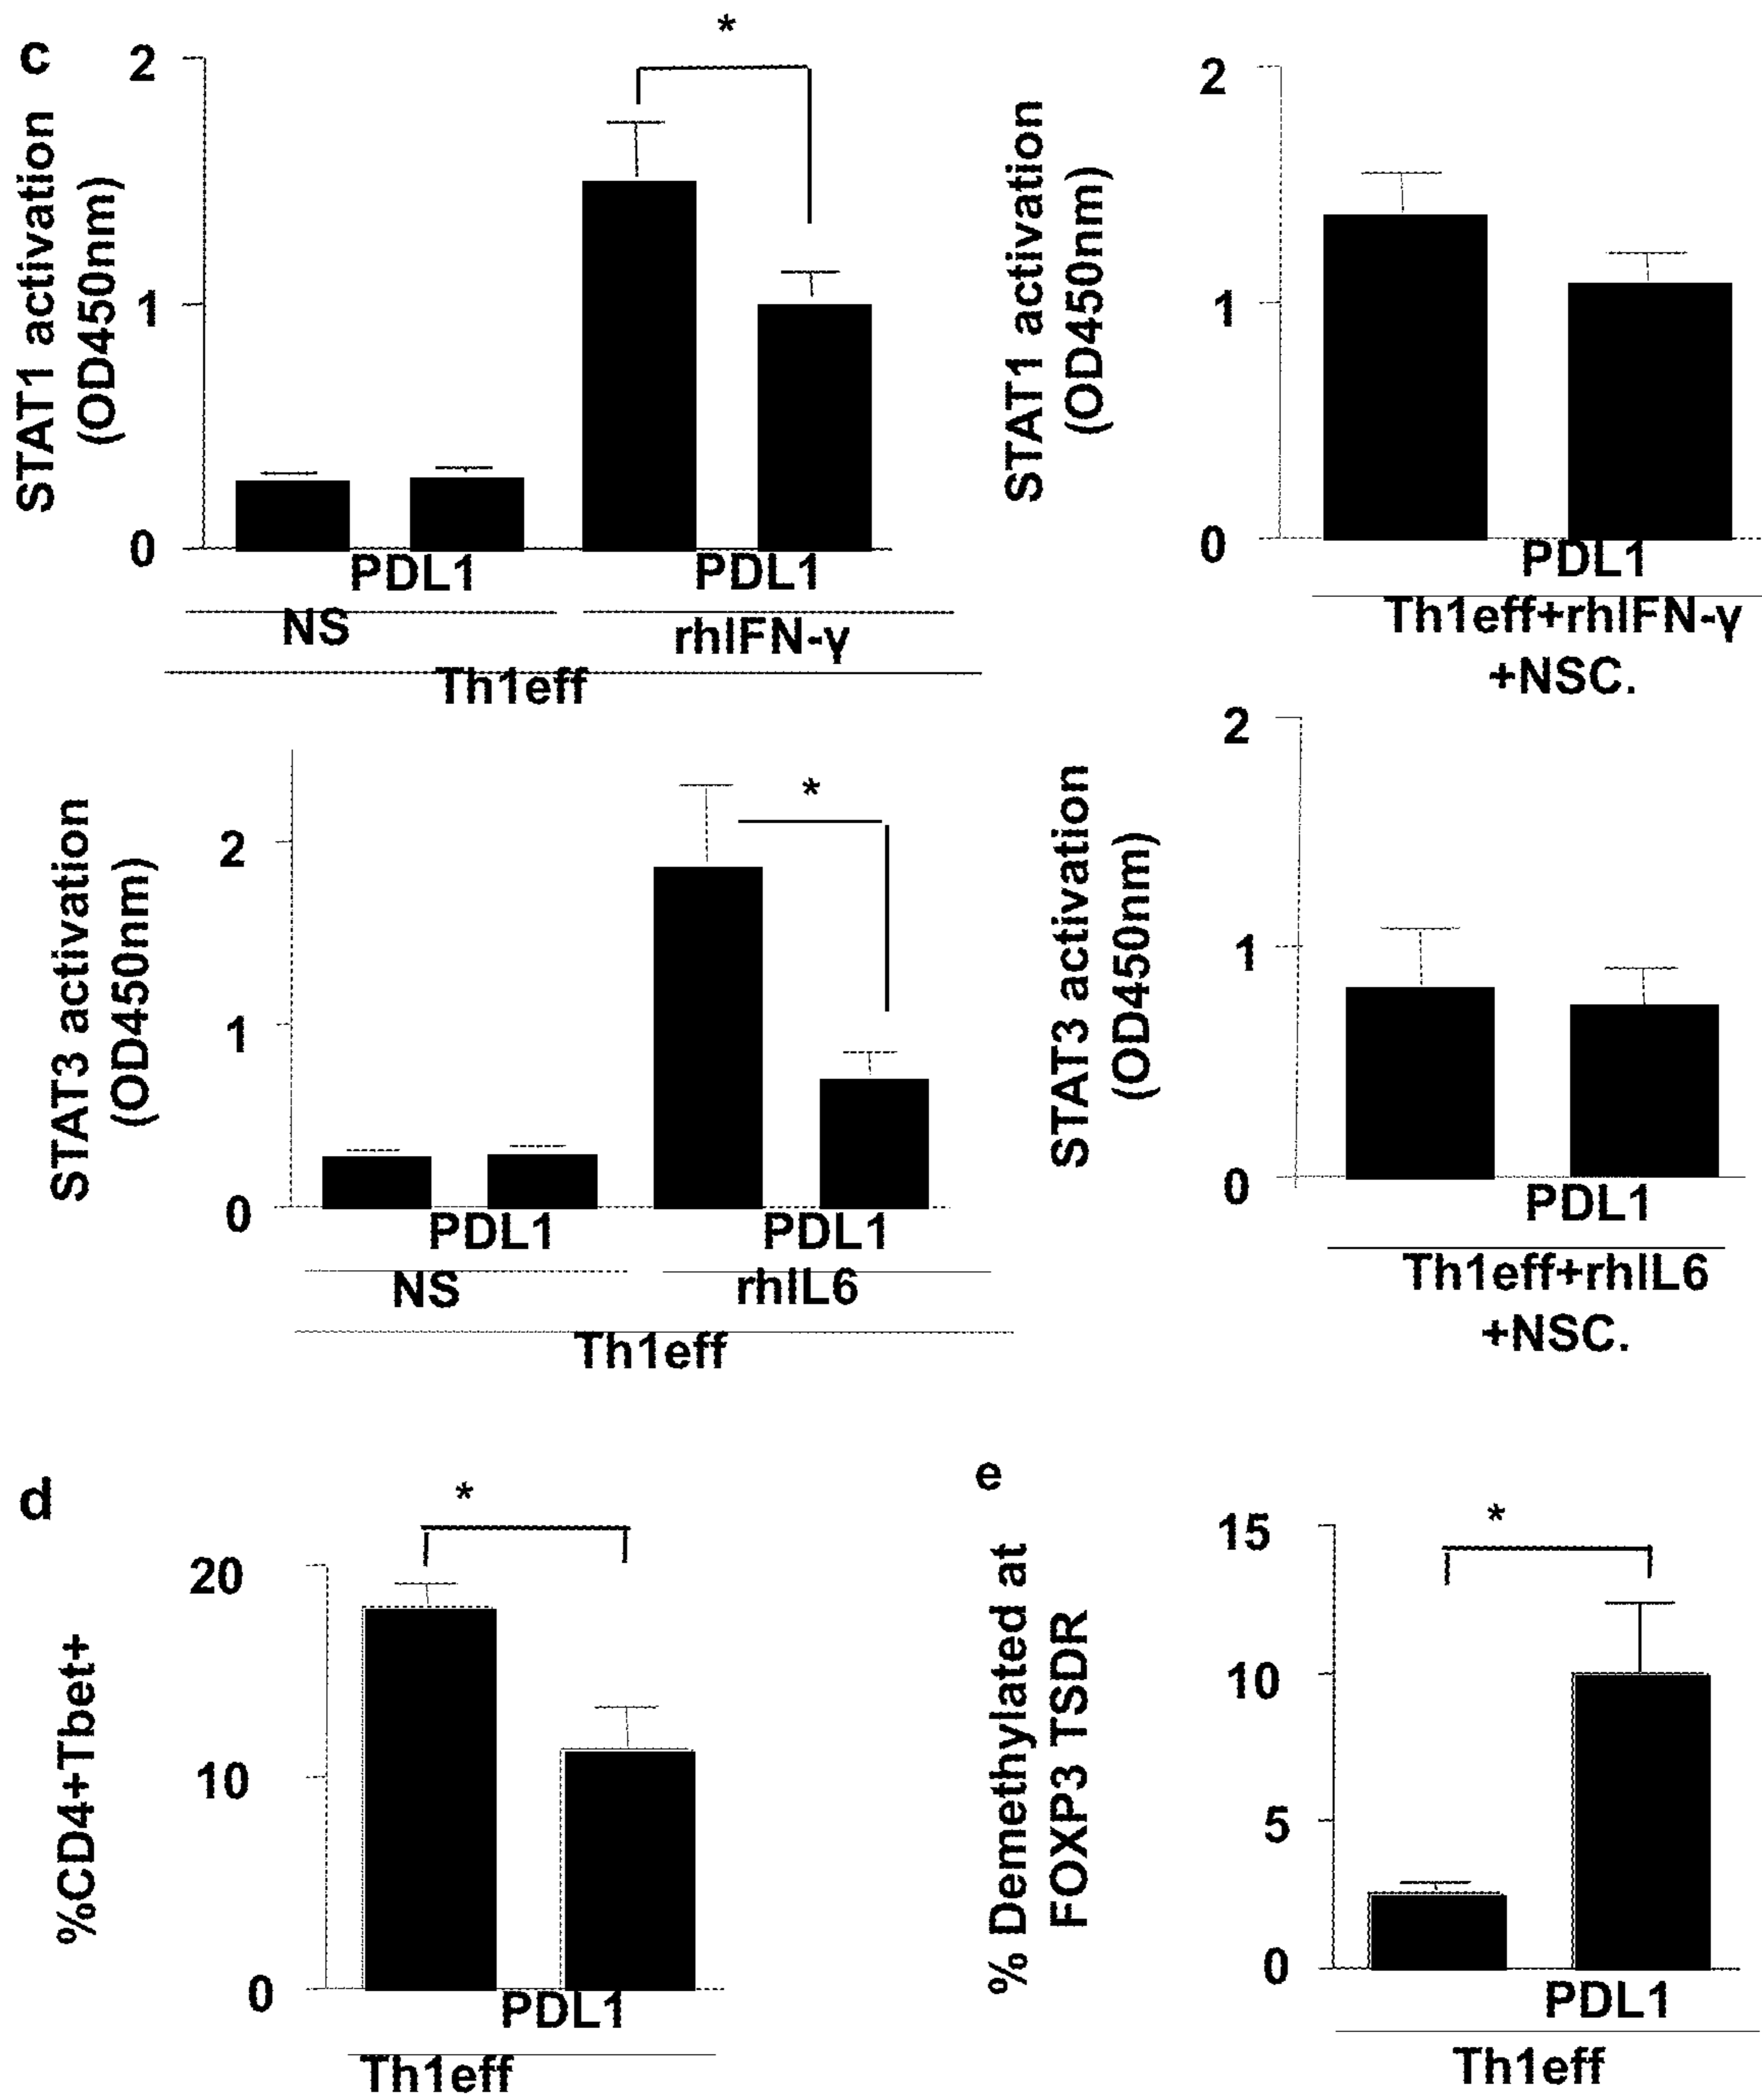 c
STAT1 activation
(OD450nm)
2
1
0
*
PDL1
PDL1
NS
rhIFN-γ
Th1eff
STAT1 activation
(OD450nm)
2
1
0
PDL1
Th1eff+rhIFN-γ
+NSC.
STAT3 activation
(OD450nm)
2
1
0
*
PDL1
PDL1
NS
rhIL6
Th1eff
STAT3 activation
(OD450nm)
2
1
0
PDL1
Th1eff+rhIL6
+NSC.
d
%CD4+Tbet+
20
10
0
*
PDL1
Th1eff
e
% Demethylated at
FOXP3 TSDR
15
10
5
0
*
PDL1
Th1eff